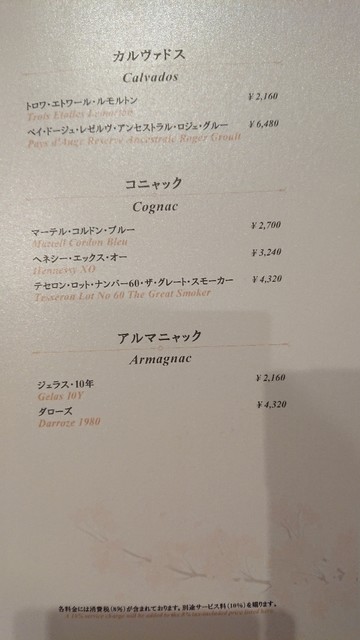 カルヴァドス
Calvados
トロワ・エトワール・ルモルトン ¥2,160
Trois Etoiles Lemorton
ペイ・ドージュ・レゼルヴ・アンセストラル・ロジェ・グルー ¥6,480
Pays d'Auge Reserve Ancestrale Roger Groult
コニャック
Cognac
マーテル・コルドン・ブルー ¥2,700
Martell Cordon Bleu
ヘネシー・エックス・オー ¥3,240
Hennessy XO
テセロン・ロット・ナンバー60・ザ・グレート・スモーカー ¥4,320
Tesseron Lot No 60 The Great Smoker
アルマニャック
Armagnac
ジェラス・10年 ¥2,160
Gelas 10Y
ダローズ ¥4,320
Darroze 1980
各料金には消費税(8%)が含まれております。別途サービス料(10%)を頂ります。
A 10% service charge will be added to the